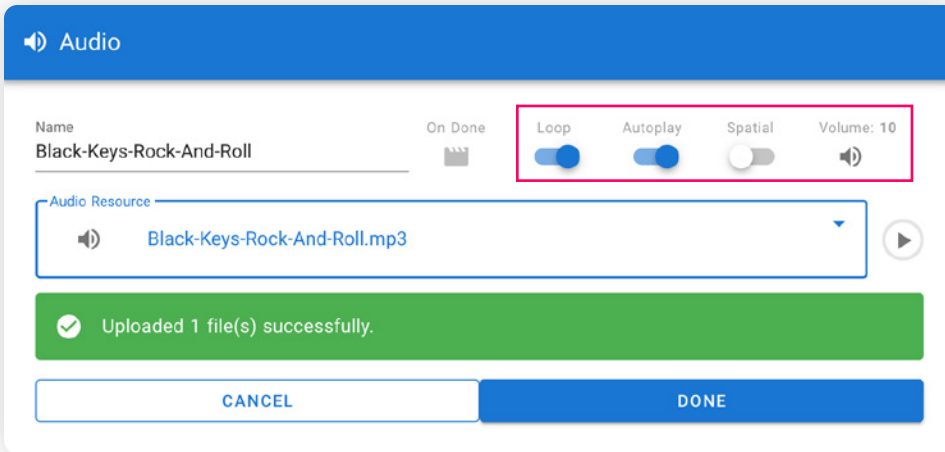 Audio
Name
On Done
Loop
Autoplay
Spatial
Volume: 10
Black-Keys-Rock-And-Roll
Audio Resource
Black-Keys-Rock-And-Roll.mp3
Uploaded 1 file(s) successfully.
CANCEL
DONE